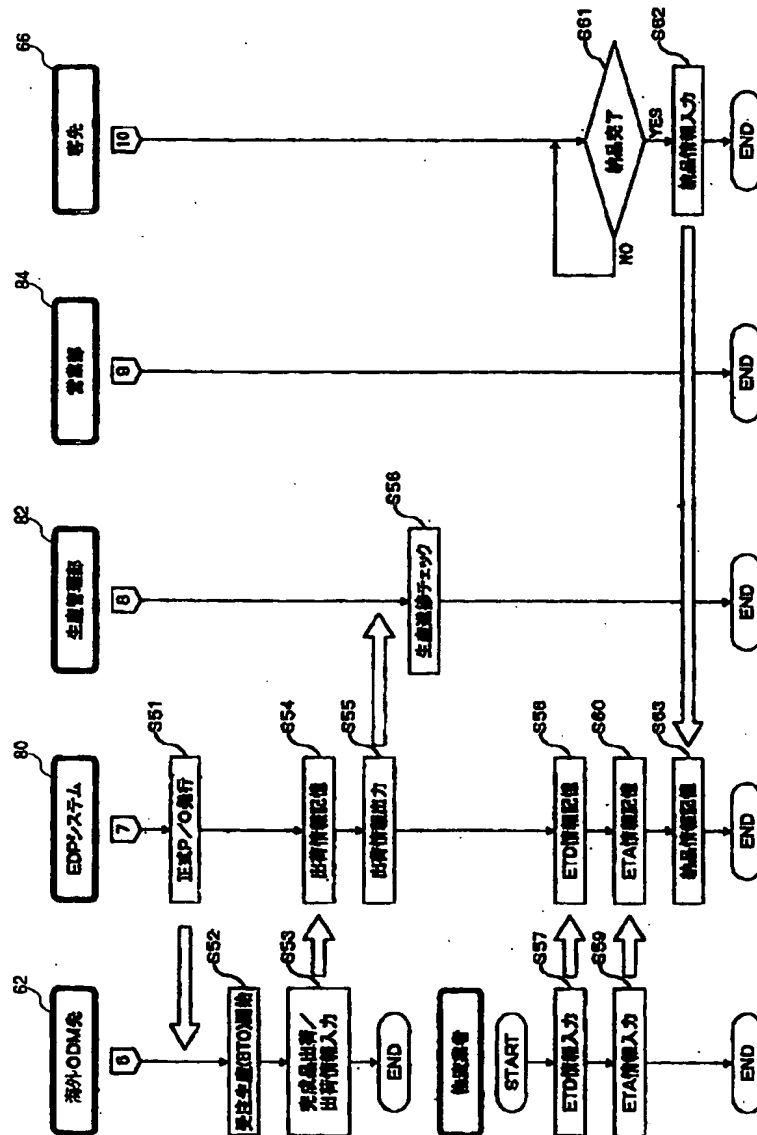 62
海外ODM先
80
EDPシステム
82
生産管理部
84
営業部
66
客先
6
7
8
9
10
正式P/O発行
S51
受注生産(BTO)開始
S52
完成品出荷/
出荷情報入力
S53
出荷情報記憶
S54
出荷情報出力
S55
生産進捗チェック
S56
END
物流業者
START
ETD情報入力
S57
ETD情報記憶
S58
ETA情報入力
S59
ETA情報記憶
S60
納品完了
S61
NO
YES
納品情報入力
S62
納品情報記憶
S63
END
END
END
END
END